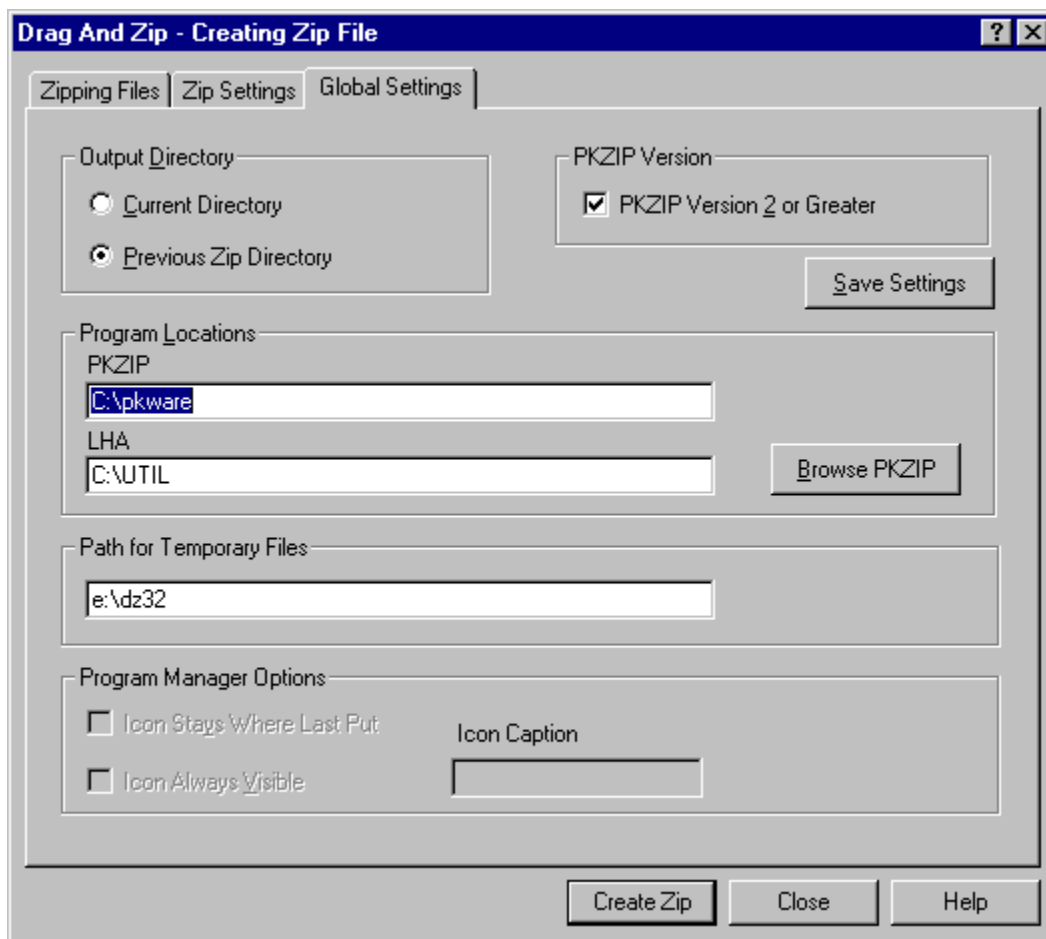 Drag And Zip - Creating Zip File
Zipping Files Zip Settings Global Settings
Output Directory
Current Directory
Previous Zip Directory
PKZIP Version
PKZIP Version 2 or Greater
Save Settings
Program Locations
PKZIP
C:\pkware
LHA
C:\UTIL
Browse PKZIP
Path for Temporary Files
e:\dz32
Program Manager Options
Icon Stays Where Last Put
Icon Always Visible
Icon Caption
Create Zip Close Help